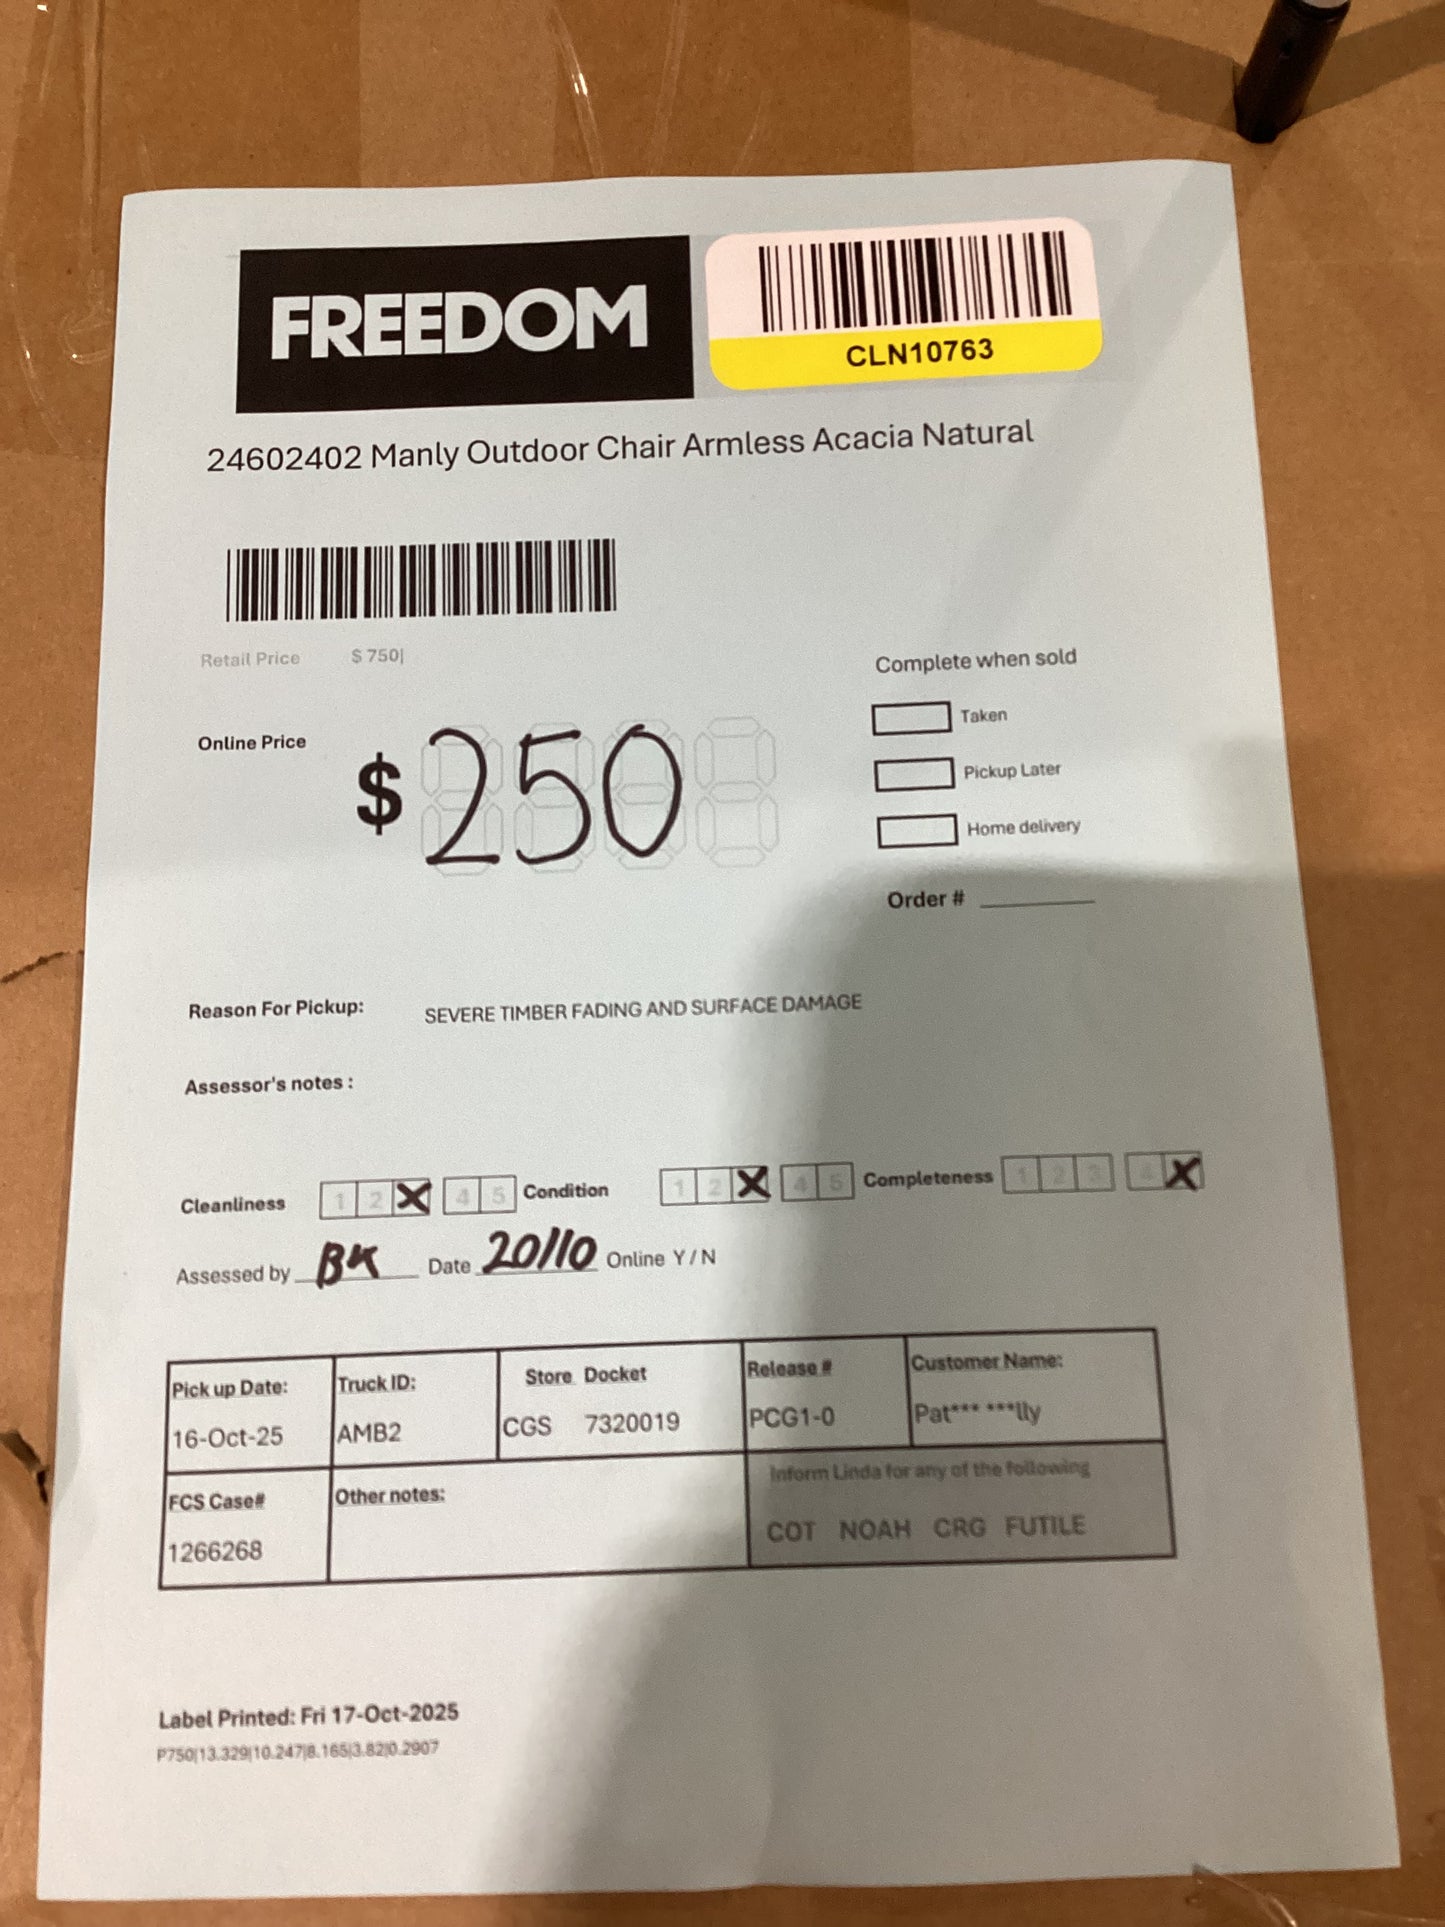 FREEDOM
CLN10763
24602402 Manly Outdoor Chair Armless Acacia Natural
Retail Price $ 750|
Complete when sold
Taken
Online Price
$ 250
Pickup Later
Home delivery
Order #
Reason For Pickup: SEVERE TIMBER FADING AND SURFACE DAMAGE
Assessor's notes :
Cleanliness 1 2 X 4 5 Condition 1 2 X 4 5 Completeness 1 2 3 4 X
Assessed by BK Date 20/10 Online Y / N
Pick up Date: Truck ID: Store Docket Release # Customer Name:
16-Oct-25 AMB2 CGS 7320019 PCG1-0 Pat*** ***lly
FCS Case# Other notes: Inform Linda for any of the following
1266268 COT NOAH CRG FUTILE
Label Printed: Fri 17-Oct-2025
P750|13.329|10.247|8.165|3.82|0.2907